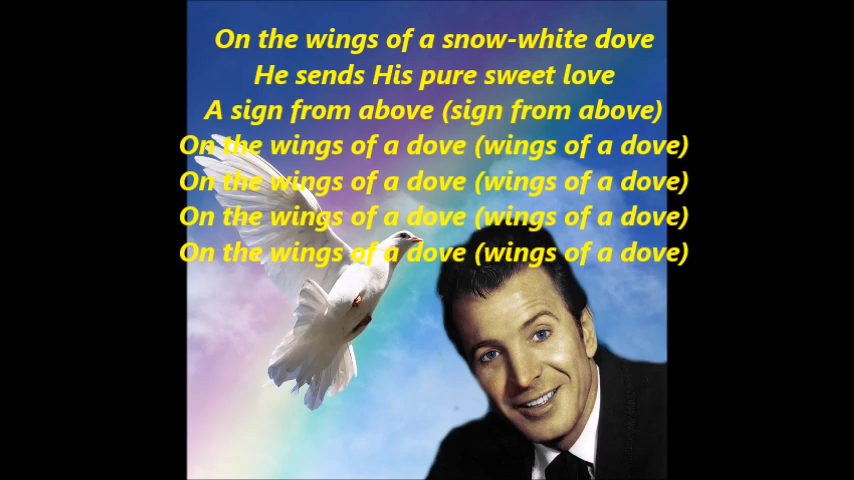 On the wings of a snow-white dove
He sends His pure sweet love
A sign from above (sign from above)
On the wings of a dove (wings of a dove)
On the wings of a dove (wings of a dove)
On the wings of a dove (wings of a dove)
On the wings of a dove (wings of a dove)